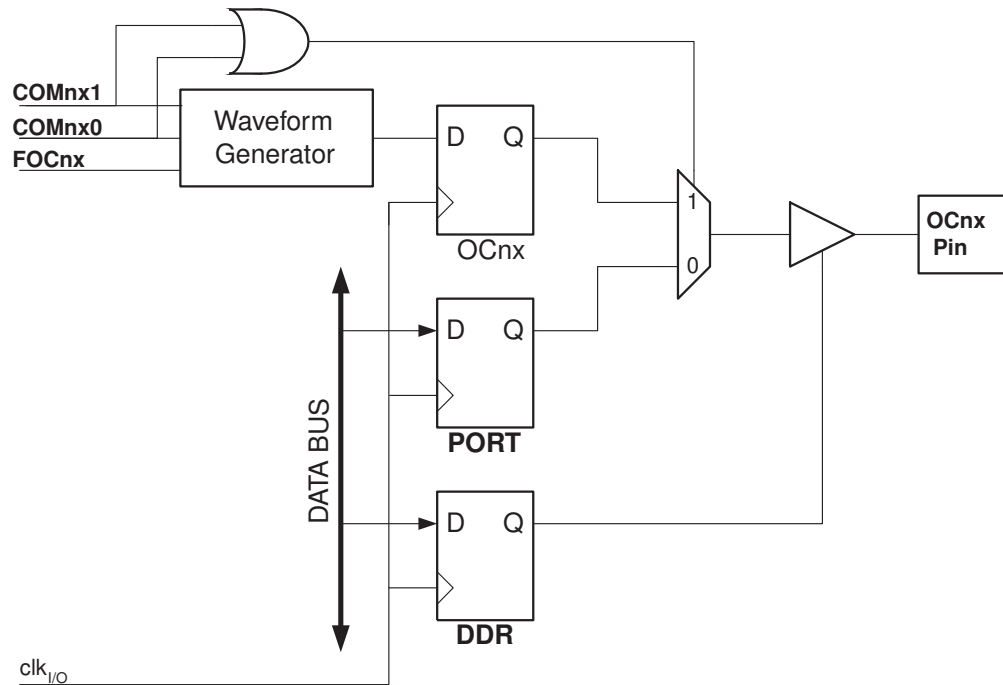 COMnx1
COMnx0
FOCnx
Waveform
Generator
D Q
OCnx
1
0
OCnx
Pin
D Q
PORT
DATA BUS
D Q
DDR
clkI/O